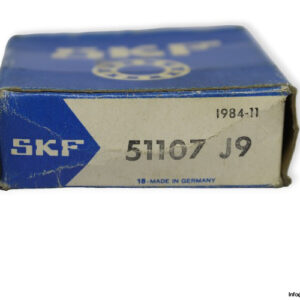 SKF
1984-11
SKF 51107 J9
18-MADE IN GERMANY